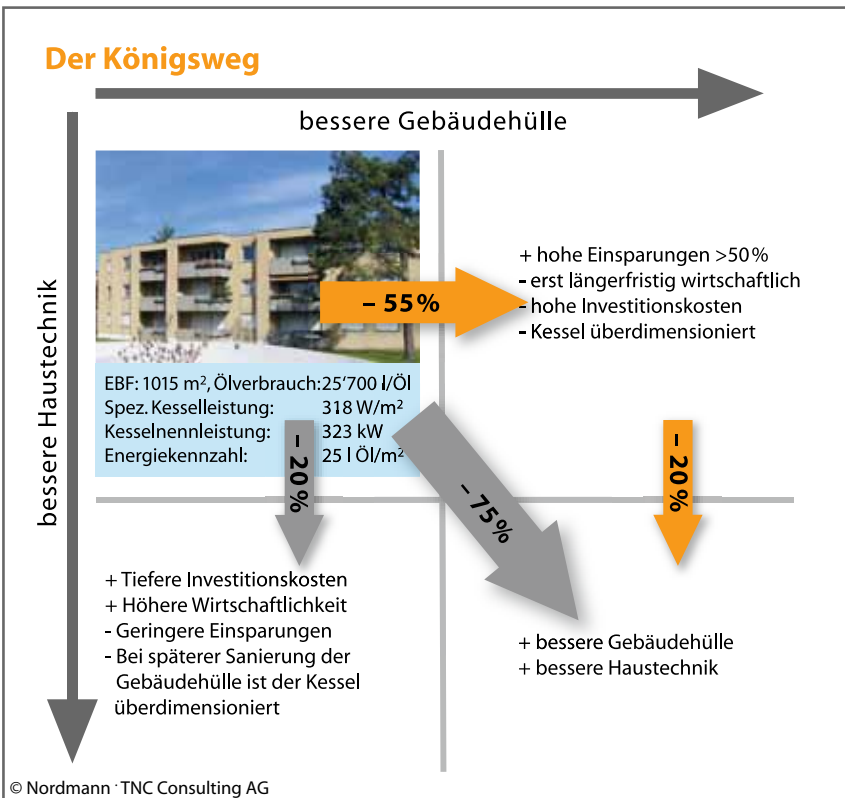 Der Königsweg
bessere Gebäudehülle
bessere Haustechnik
EBF: 1015 m², Ölverbrauch:25'700 l/Öl
Spez. Kesselleistung: 318 W/m²
Kesselnennleistung: 323 kW
Energiekennzahl: 25 l Öl/m²
– 55%
+ hohe Einsparungen >50%
- erst längerfristig wirtschaftlich
- hohe Investitionskosten
- Kessel überdimensioniert
– 20%
– 75%
– 20%
+ Tiefere Investitionskosten
+ Höhere Wirtschaftlichkeit
- Geringere Einsparungen
- Bei späterer Sanierung der
Gebäudehülle ist der Kessel
überdimensioniert
+ bessere Gebäudehülle
+ bessere Haustechnik
© Nordmann · TNC Consulting AG